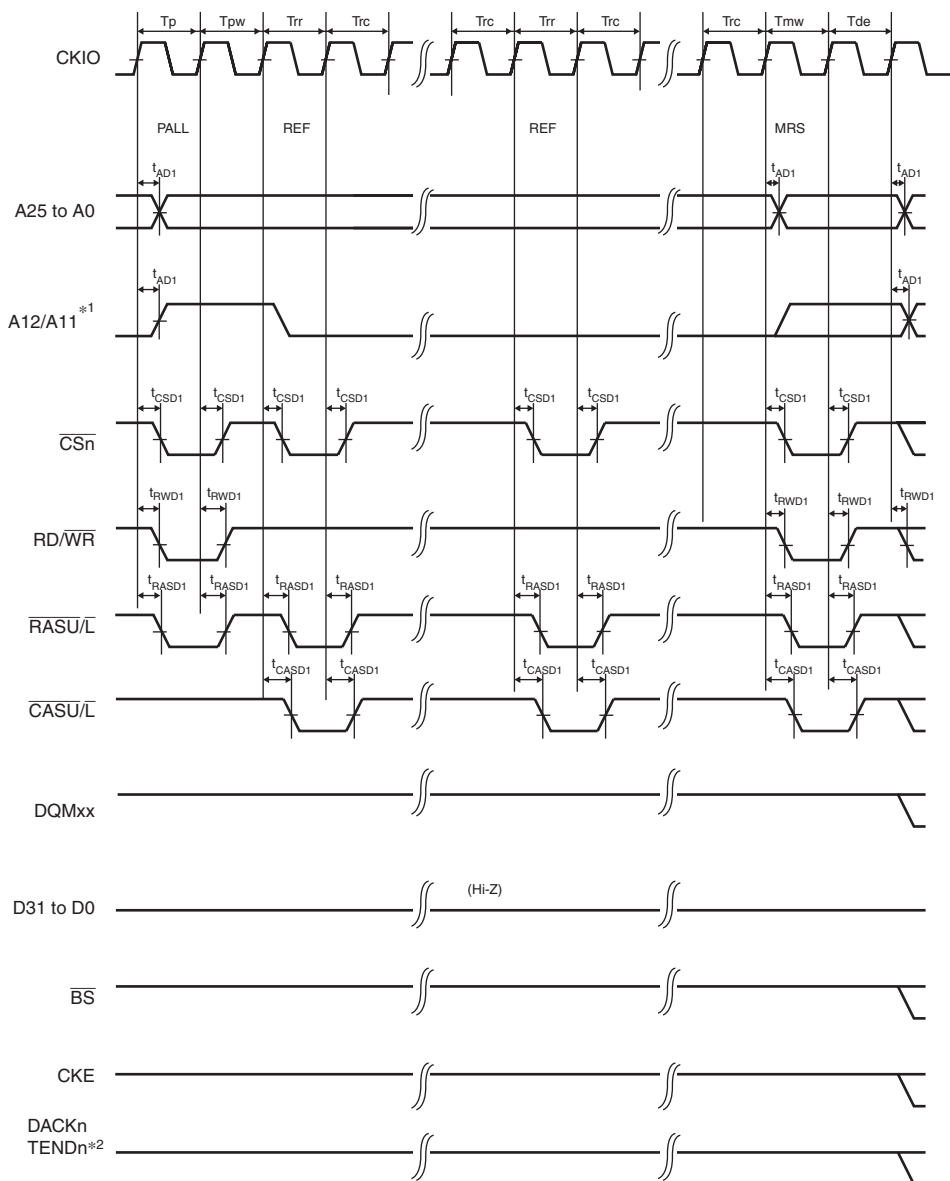 Tp Tpw Trr Trc Trc Trr Trc Trc Tmw Tde
CKIO
PALL REF REF MRS
tAD1 tAD1 tAD1
A25 to A0
tAD1 tAD1
A12/A11*1
tCSD1 tCSD1 tCSD1 tCSD1 tCSD1 tCSD1 tCSD1 tCSD1
CSn
tRWD1 tRWD1 tRWD1 tRWD1 tRWD1
RD/WR
tRASD1 tRASD1 tRASD1 tRASD1 tRASD1 tRASD1 tRASD1 tRASD1
RASU/L
tCASD1 tCASD1 tCASD1 tCASD1 tCASD1 tCASD1
CASU/L
DQMxx
(Hi-Z)
D31 to D0
BS
CKE
DACKn
TENDn*2